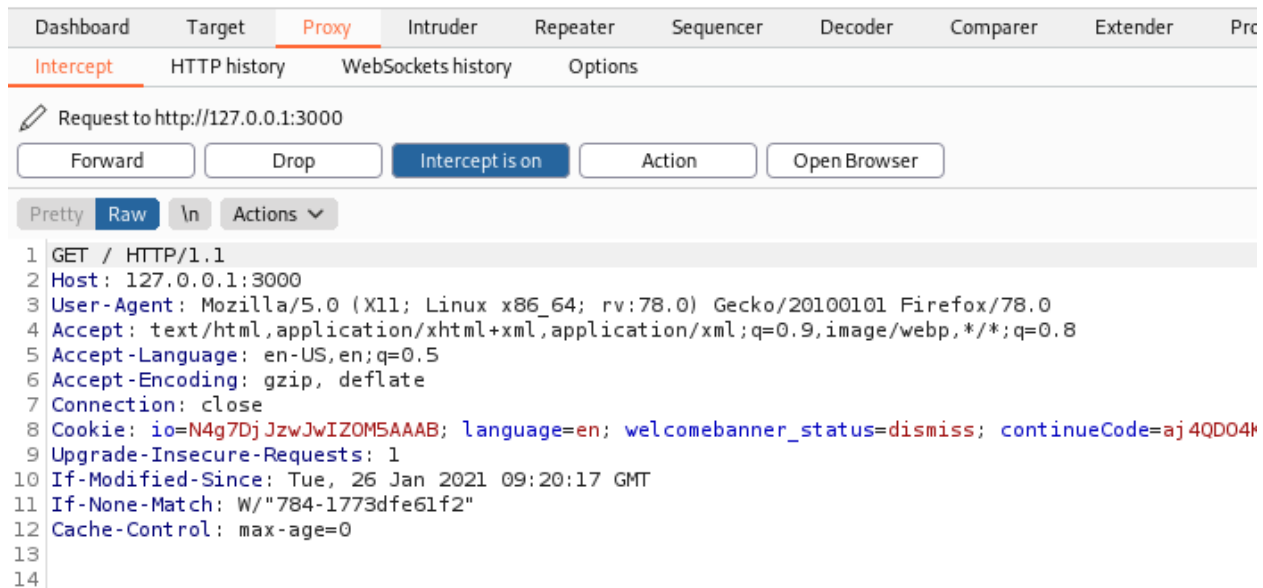 Dashboard Target Proxy Intruder Repeater Sequencer Decoder Comparer Extender
Intercept HTTP history WebSockets history Options
Request to http://127.0.0.1:3000
Forward Drop Intercept is on Action Open Browser
Pretty Raw \n Actions
1 GET / HTTP/1.1
2 Host: 127.0.0.1:3000
3 User-Agent: Mozilla/5.0 (X11; Linux x86_64; rv:78.0) Gecko/20100101 Firefox/78.0
4 Accept: text/html,application/xhtml+xml,application/xml;q=0.9,image/webp,*/*;q=0.8
5 Accept-Language: en-US,en;q=0.5
6 Accept-Encoding: gzip, deflate
7 Connection: close
8 Cookie: io=N4g7DjJzwJwIZOM5AAAB; language=en; welcomebanner_status=dismiss; continueCode=aj4QDO4K
9 Upgrade-Insecure-Requests: 1
10 If-Modified-Since: Tue, 26 Jan 2021 09:20:17 GMT
11 If-None-Match: W/"784-1773dfe61f2"
12 Cache-Control: max-age=0
13
14